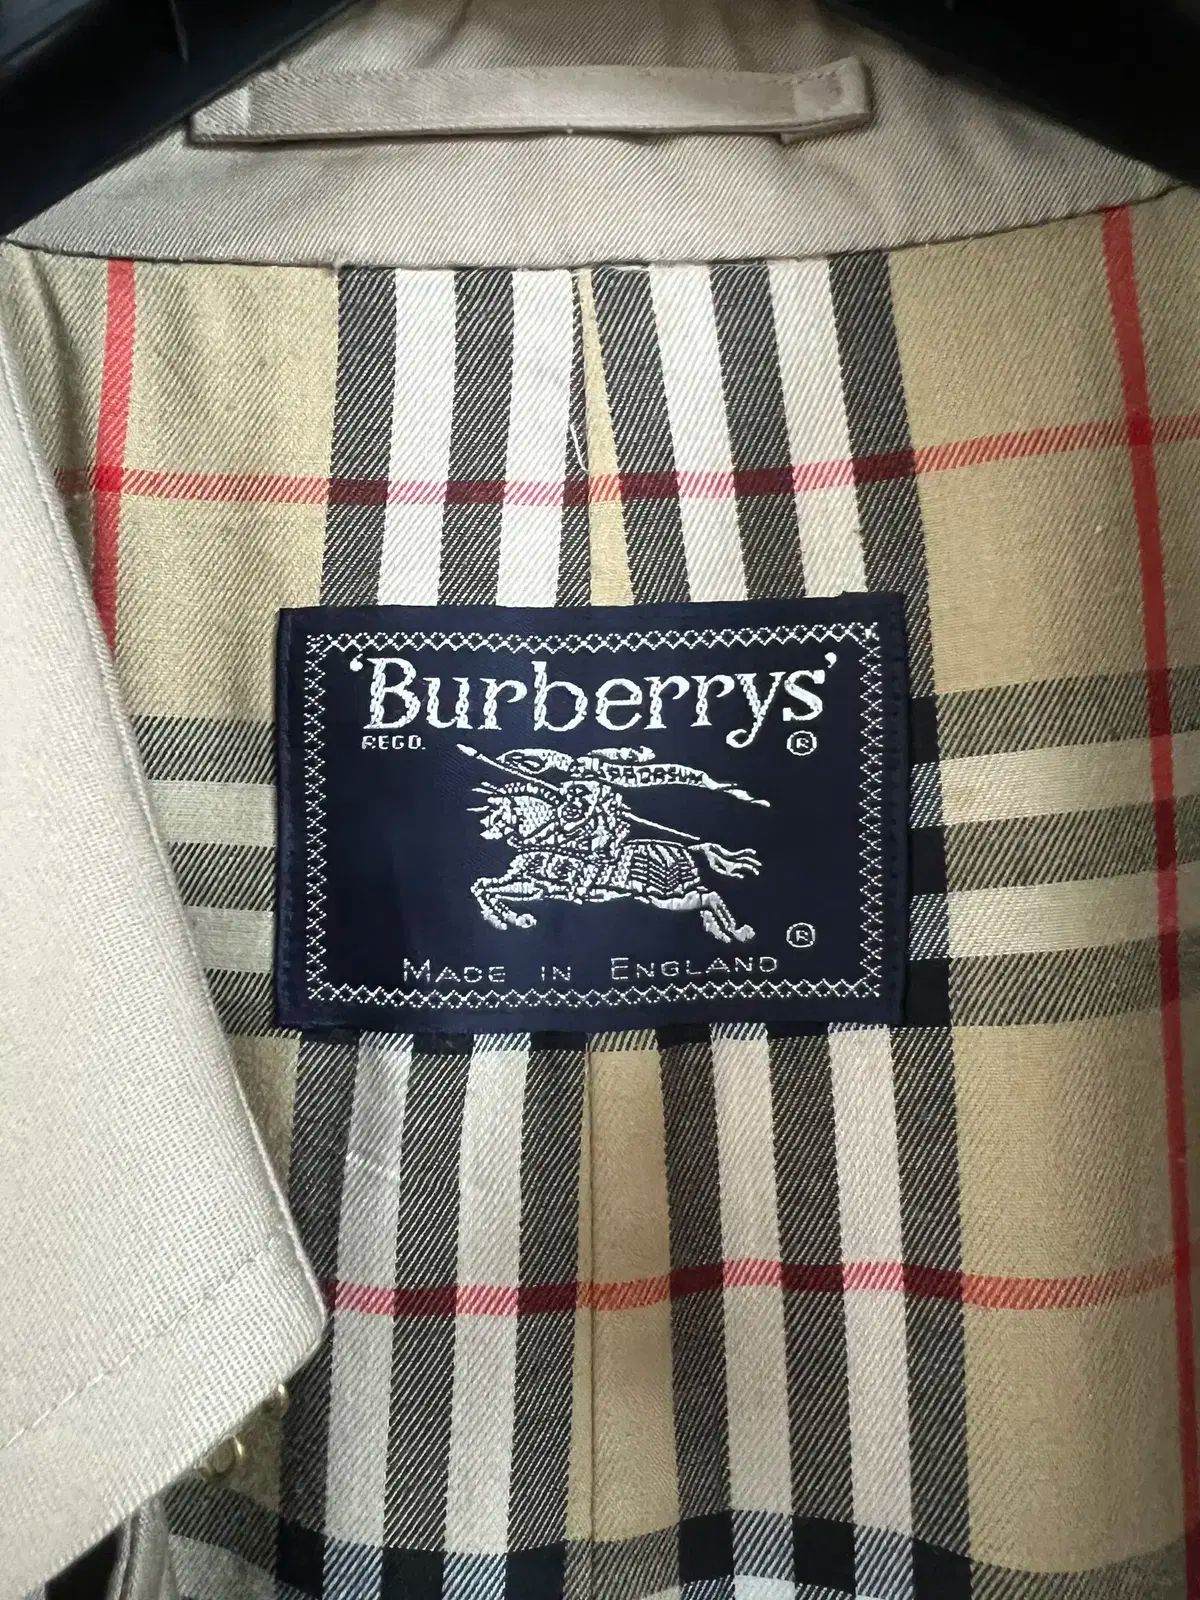 ‘Burberrys’
REGD. ®
PRORSUM
®
MADE IN ENGLAND